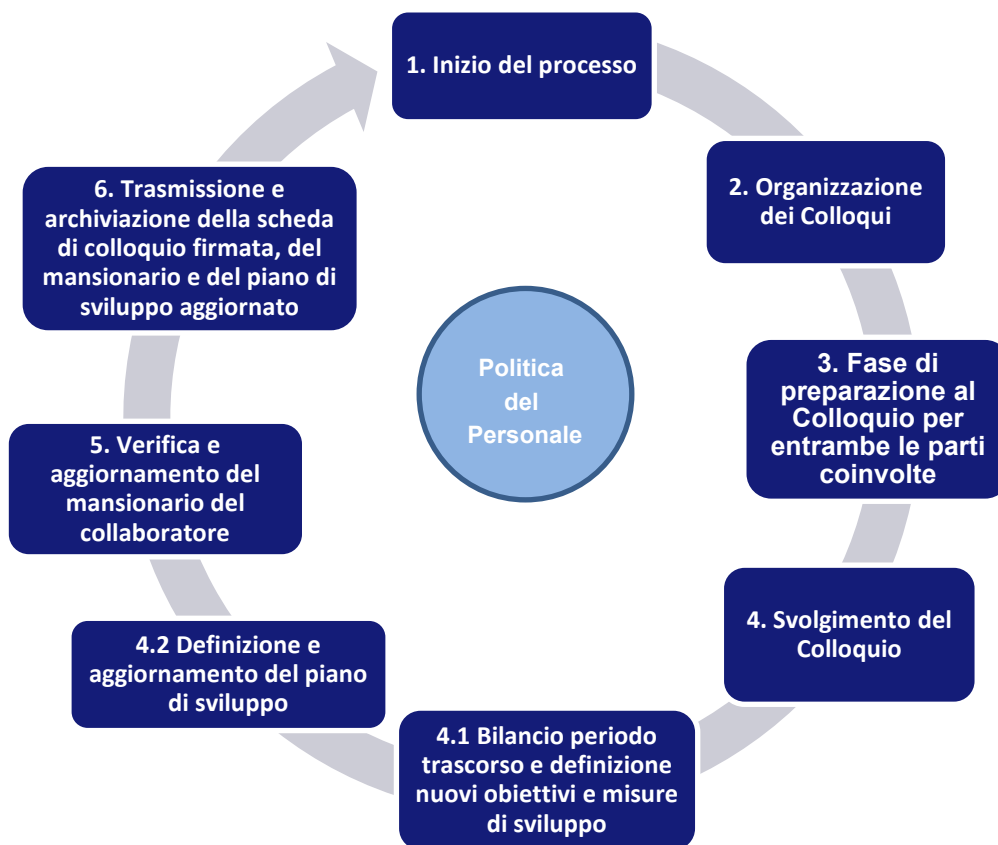 1. Inizio del processo
2. Organizzazione
dei Colloqui
3. Fase di
preparazione al
Colloquio per
entrambe le parti
coinvolte
4. Svolgimento del
Colloquio
4.1 Bilancio periodo
trascorso e definizione
nuovi obiettivi e misure
di sviluppo
4.2 Definizione e
aggiornamento del piano
di sviluppo
5. Verifica e
aggiornamento del
mansionario del
collaboratore
6. Trasmissione e
archiviazione della scheda
di colloquio firmata, del
mansionario e del piano di
sviluppo aggiornato
Politica
del
Personale